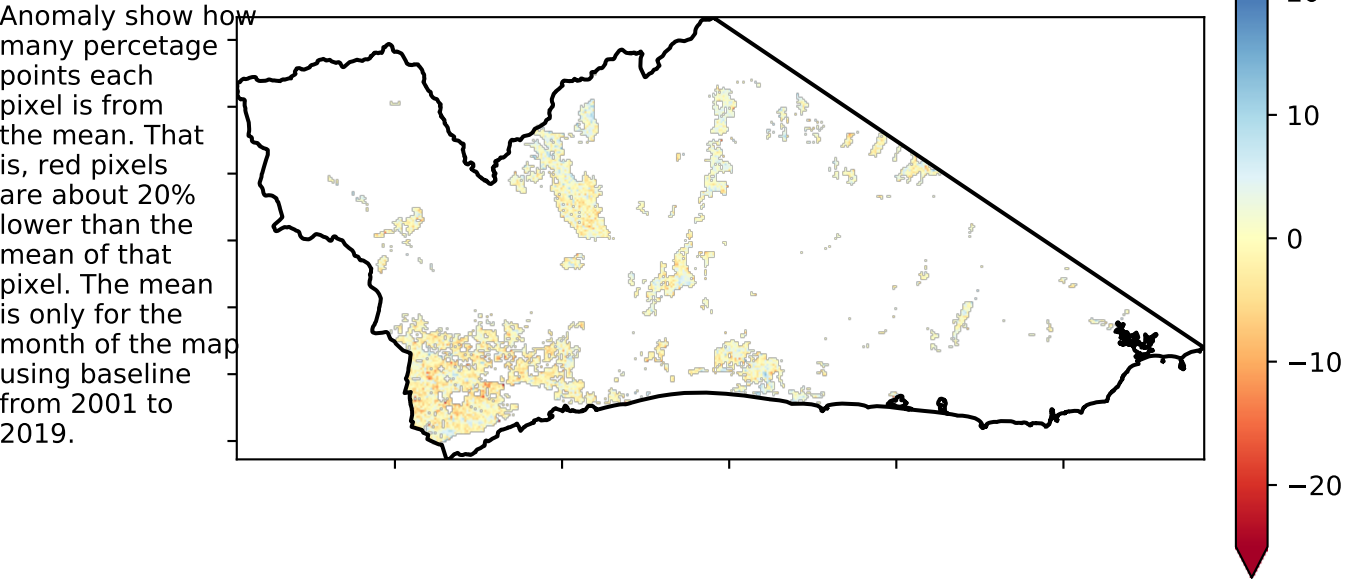 Anomaly show how
many percetage
points each
pixel is from
the mean. That
is, red pixels
are about 20%
lower than the
mean of that
pixel. The mean
is only for the
month of the map
using baseline
from 2001 to
2019.
10
0
−10
−20